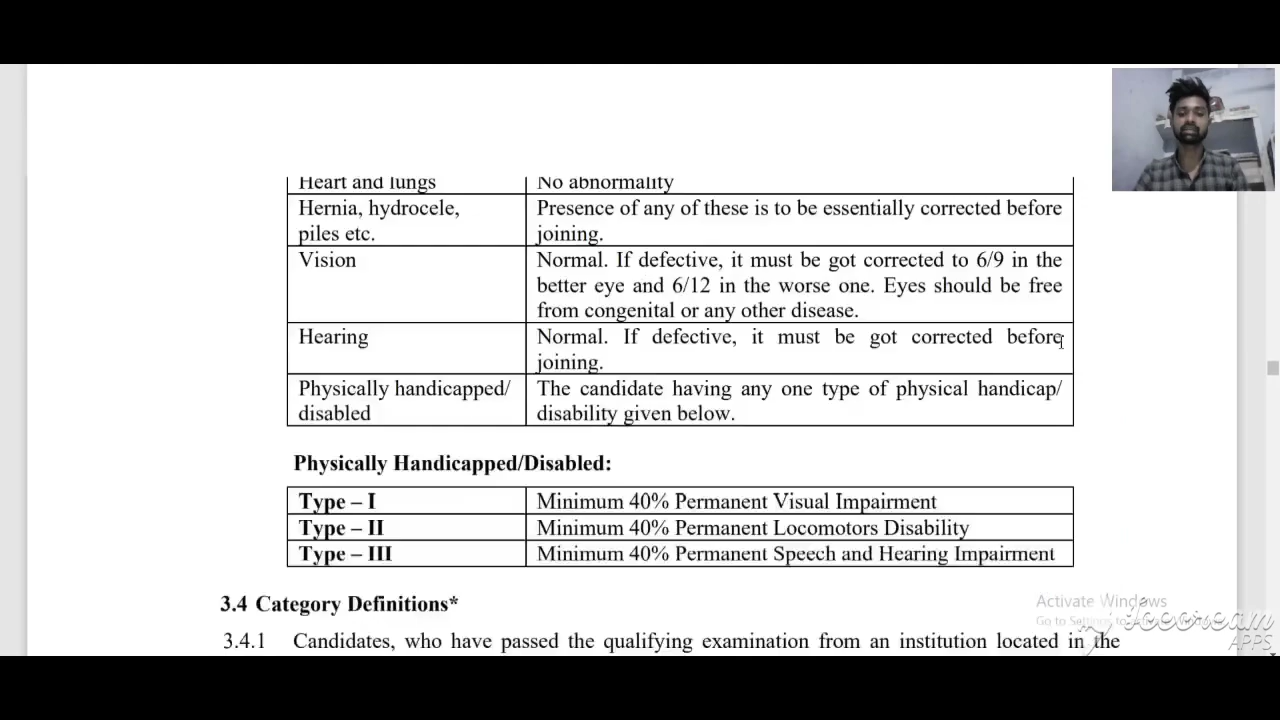 Heart and lungs No abnormality
Hernia, hydrocele, Presence of any of these is to be essentially corrected before
piles etc. joining.
Vision Normal. If defective, it must be got corrected to 6/9 in the
better eye and 6/12 in the worse one. Eyes should be free
from congenital or any other disease.
Hearing Normal. If defective, it must be got corrected before
joining.
Physically handicapped/ The candidate having any one type of physical handicap/
disabled disability given below.
Physically Handicapped/Disabled:
Type – I Minimum 40% Permanent Visual Impairment
Type – II Minimum 40% Permanent Locomotors Disability
Type – III Minimum 40% Permanent Speech and Hearing Impairment
3.4 Category Definitions*
3.4.1 Candidates, who have passed the qualifying examination from an institution located in the
Activate Windows
Go to Settings to
Icecream
APPS